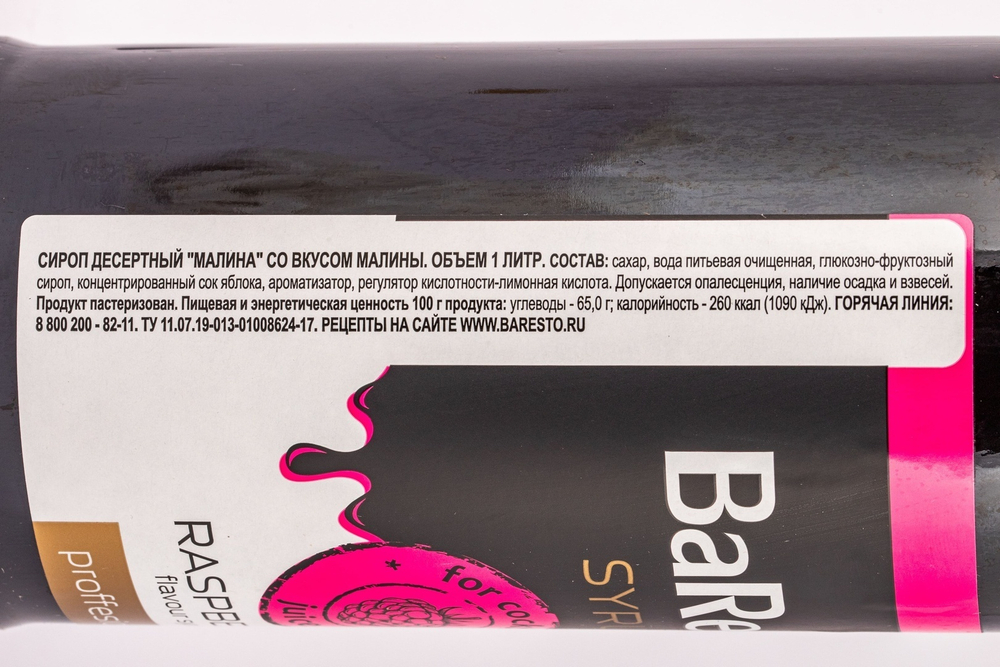 СИРОП ДЕСЕРТНЫЙ "МАЛИНА" СО ВКУСОМ МАЛИНЫ. ОБЪЕМ 1 ЛИТР. СОСТАВ: сахар, вода питьевая очищенная, глюкозно-фруктозный
сироп, концентрированный сок яблока, ароматизатор, регулятор кислотности-лимонная кислота. Допускается опалесценция, наличие осадка и взвесей.
Продукт пастеризован. Пищевая и энергетическая ценность 100 г продукта: углеводы - 65,0 г; калорийность - 260 ккал (1090 кДж). ГОРЯЧАЯ ЛИНИЯ:
8 800 200 - 82-11. ТУ 11.07.19-013-01008624-17. РЕЦЕПТЫ НА САЙТЕ WWW.BARESTO.RU
BaRe
SYR
for coc
juic
RASPBE
flavour s
proffes